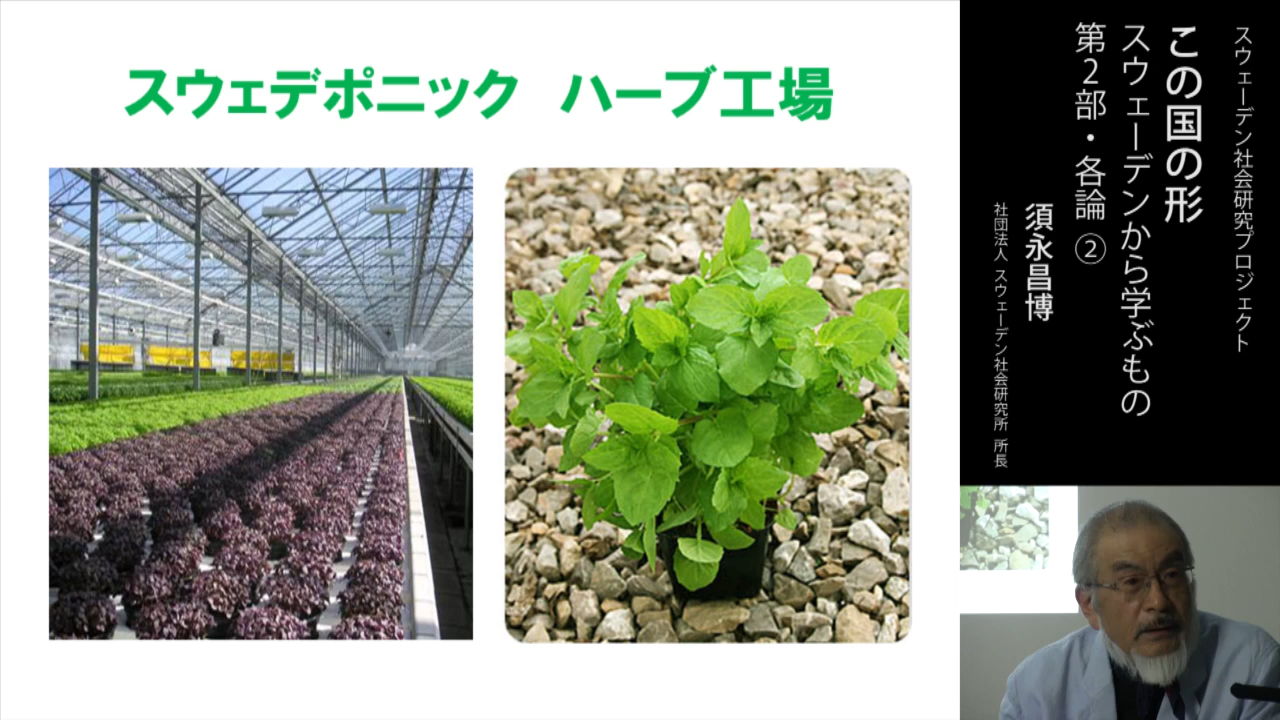 スウェデポニック ハーブ工場
スウェーデン社会研究プロジェクト
この国の形
スウェーデンから学ぶもの
第2部・各論 ②
須永昌博
社団法人 スウェーデン社会研究所 所長